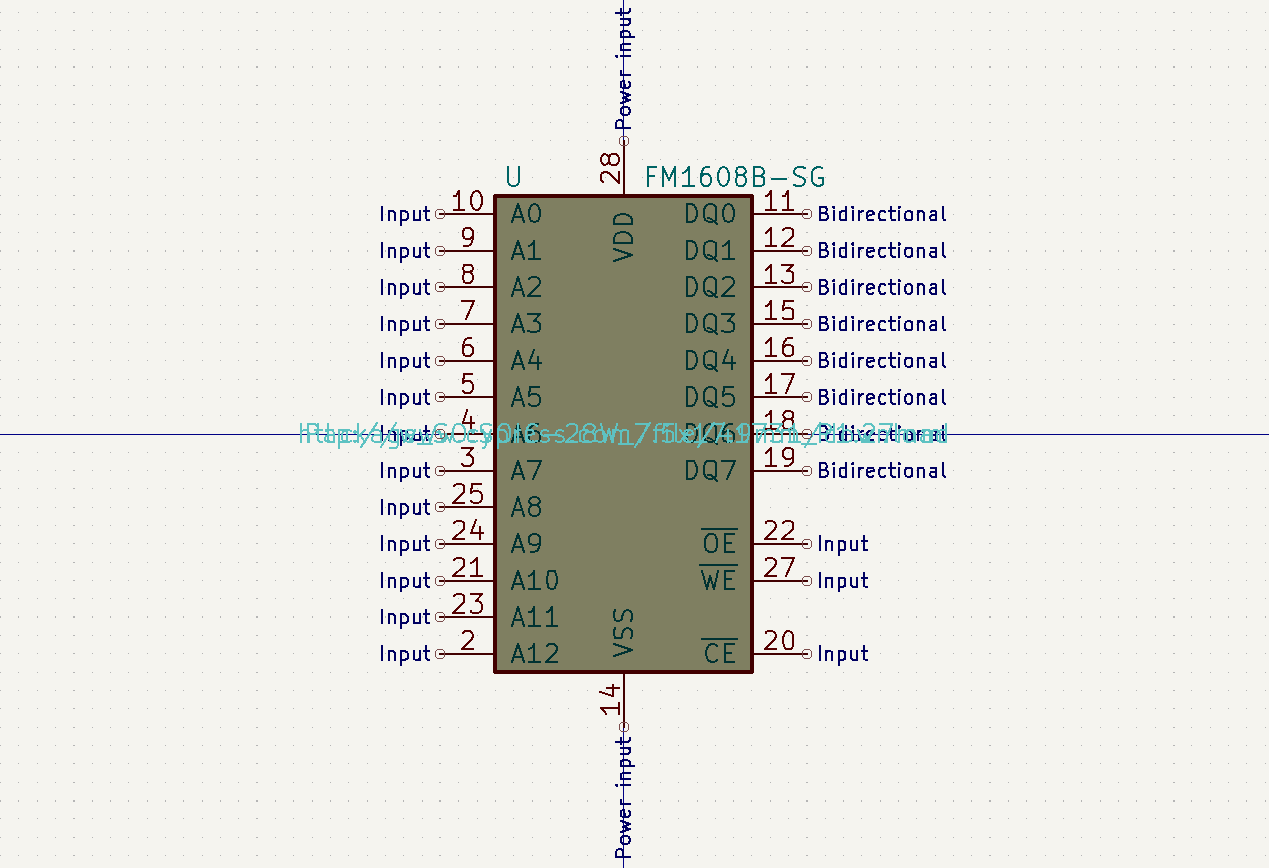 Power input
28
U FM1608B-SG
VDD
10 A0 DQ0 11
Input Bidirectional
9 A1 DQ1 12
Input Bidirectional
8 A2 DQ2 13
Input Bidirectional
7 A3 DQ3 15
Input Bidirectional
6 A4 DQ4 16
Input Bidirectional
5 A5 DQ5 17
Input Bidirectional
4 A6 DQ6 18
Input Bidirectional
3 A7 DQ7 19
Input Bidirectional
25 A8
Input
24 A9 OE 22
Input Input
21 A10 WE 27
Input Input
23 A11
Input
2 A12 CE 20
Input Input
VSS
14
Power input